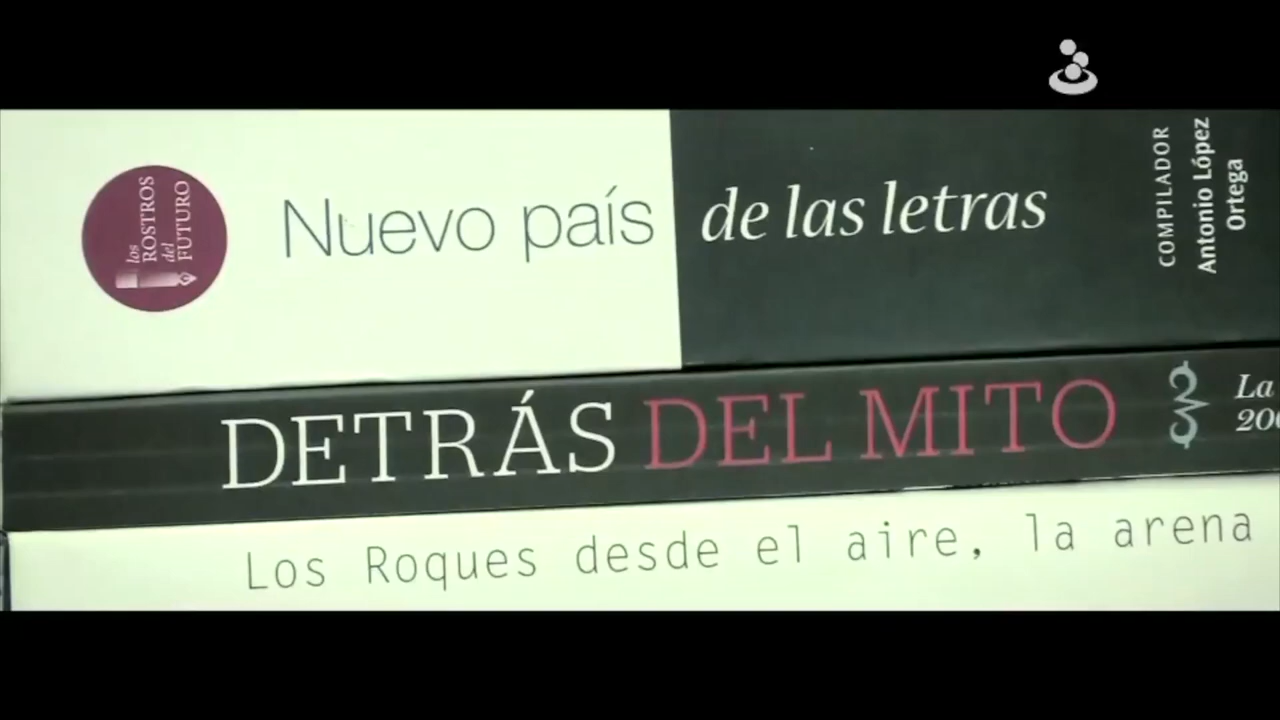 los
ROSTROS
del
FUTURO
Nuevo país de las letras
COMPILADOR
Antonio López
Ortega
DETRÁS DEL MITO
La
Los Roques desde el aire, la arena